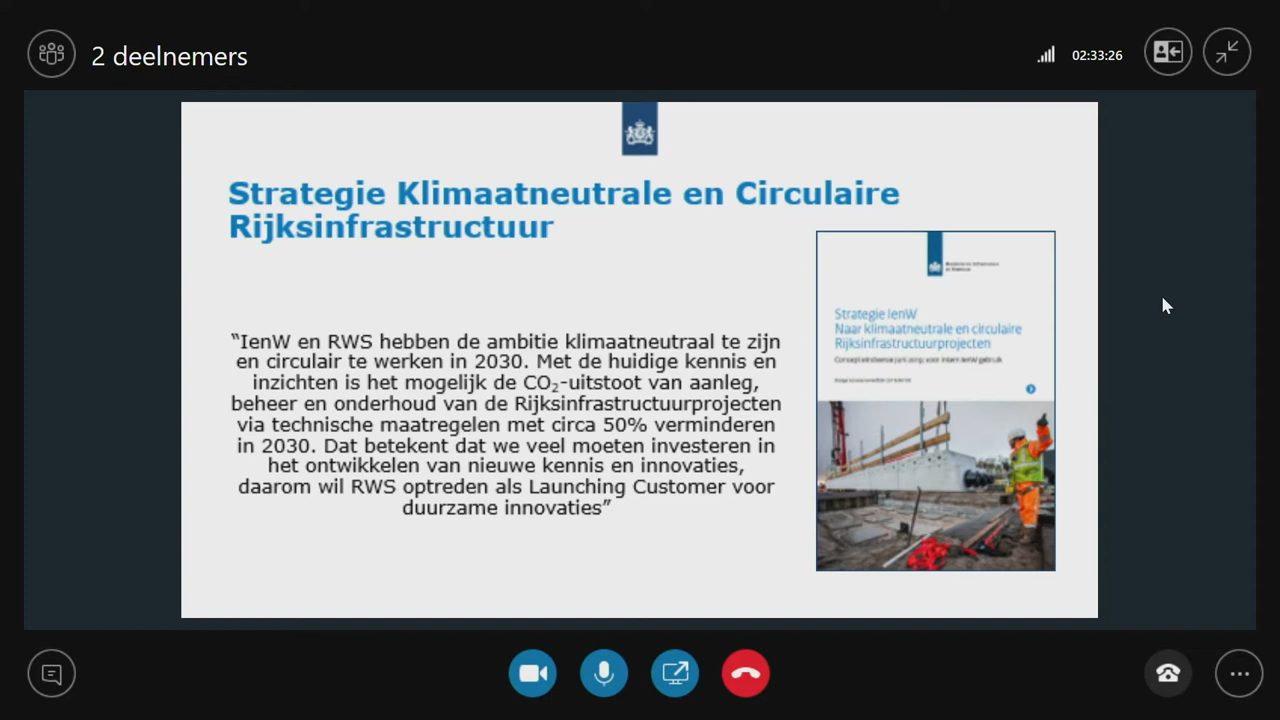 2 deelnemers
02:33:26
Strategie Klimaatneutrale en Circulaire
Rijksinfrastructuur
"IenW en RWS hebben de ambitie klimaatneutraal te zijn
en circulair te werken in 2030. Met de huidige kennis en
inzichten is het mogelijk de CO₂-uitstoot van aanleg,
beheer en onderhoud van de Rijksinfrastructuurprojecten
via technische maatregelen met circa 50% verminderen
in 2030. Dat betekent dat we veel moeten investeren in
het ontwikkelen van nieuwe kennis en innovaties,
daarom wil RWS optreden als Launching Customer voor
duurzame innovaties”
Strategie IenW
Naar klimaatneutrale en circulaire
Rijksinfrastructuurprojecten